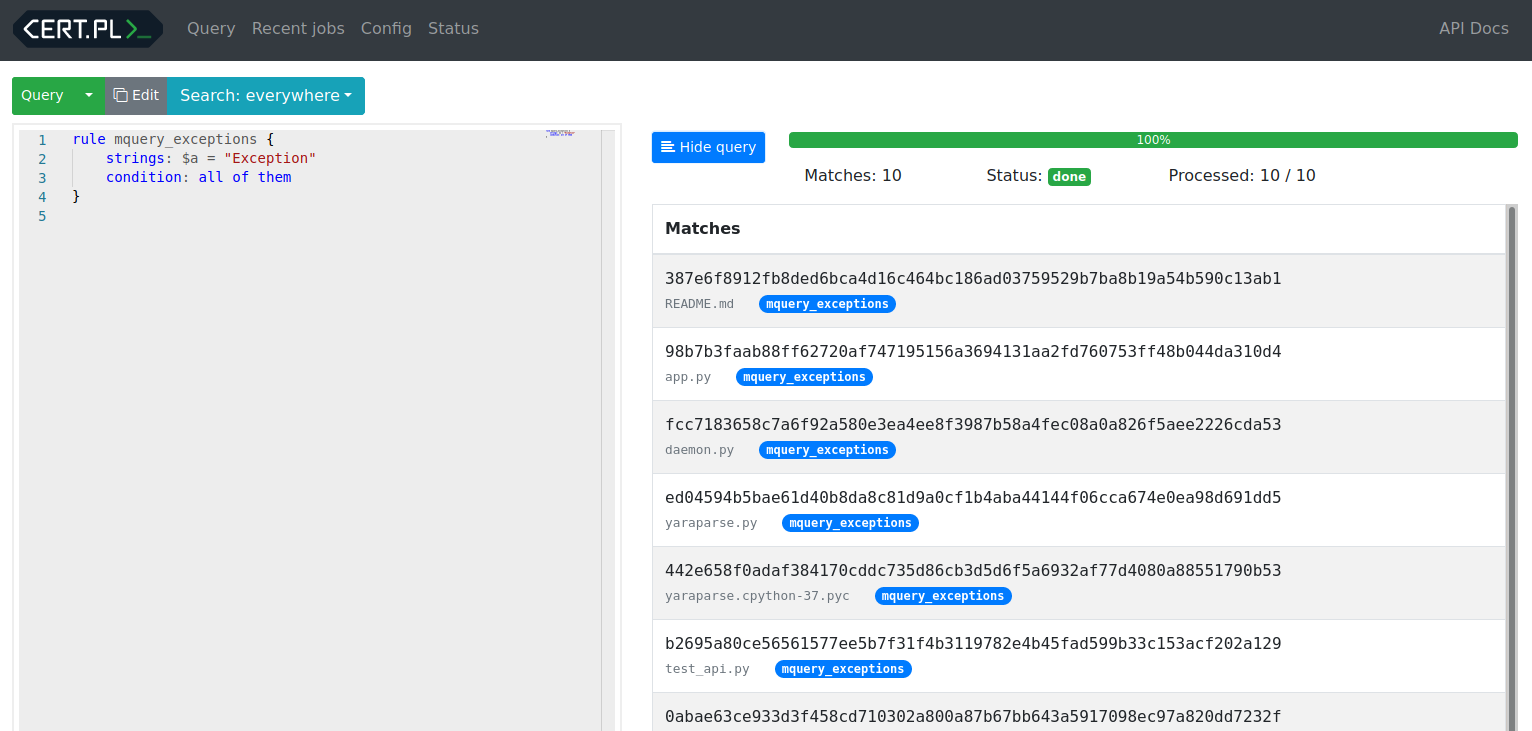 CERT.PL>_ Query Recent jobs Config Status API Docs
Query Edit Search: everywhere
1 rule mquery_exceptions {
2 strings: $a = "Exception"
3 condition: all of them
4 }
5
Hide query 100%
Matches: 10 Status: done Processed: 10 / 10
Matches
387e6f8912fb8ded6bca4d16c464bc186ad03759529b7ba8b19a54b590c13ab1
README.md mquery_exceptions
98b7b3faab88ff62720af747195156a3694131aa2fd760753ff48b044da310d4
app.py mquery_exceptions
fcc7183658c7a6f92a580e3ea4ee8f3987b58a4fec08a0a826f5aee2226cda53
daemon.py mquery_exceptions
ed04594b5bae61d40b8da8c81d9a0cf1b4aba44144f06cca674e0ea98d691dd5
yaraparse.py mquery_exceptions
442e658f0adaf384170cddc735d86cb3d5d6f5a6932af77d4080a88551790b53
yaraparse.cpython-37.pyc mquery_exceptions
b2695a80ce56561577ee5b7f31f4b3119782e4b45fad599b33c153acf202a129
test_api.py mquery_exceptions
0abae63ce933d3f458cd710302a800a87b67bb643a5917098ec97a820dd7232f